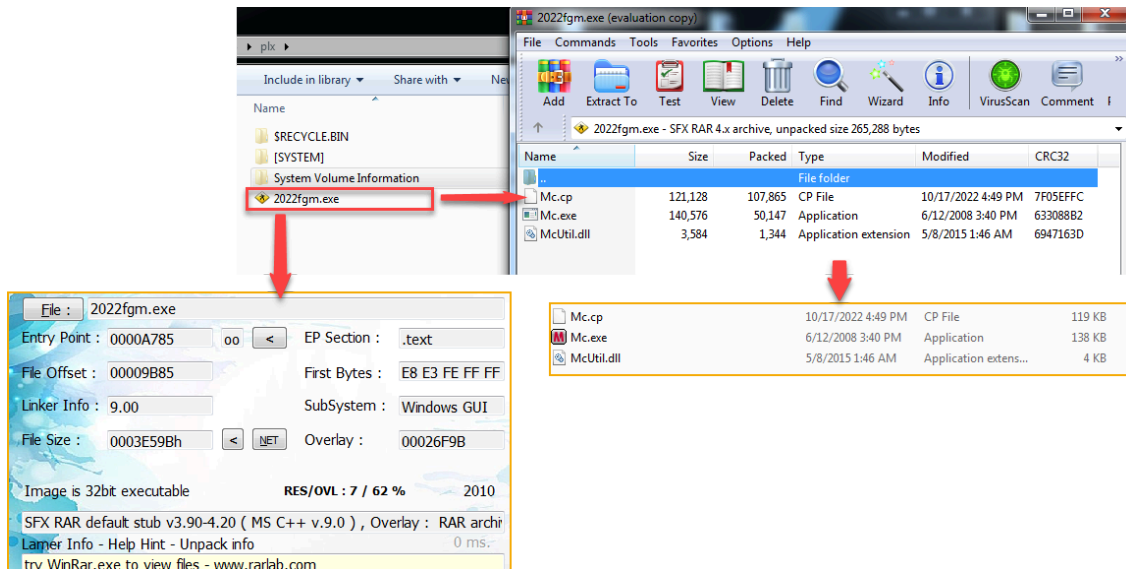 2022fgm.exe (evaluation copy)
File Commands Tools Favorites Options Help
Add Extract To Test View Delete Find Wizard Info VirusScan Comment
2022fgm.exe - SFX RAR 4.x archive, unpacked size 265,288 bytes
Name Size Packed Type Modified CRC32
.. File folder
Mc.cp 121,128 107,865 CP File 10/17/2022 4:49 PM 7F05EFFC
Mc.exe 140,576 50,147 Application 6/12/2008 3:40 PM 633088B2
McUtil.dll 3,584 1,344 Application extension 5/8/2015 1:46 AM 6947163D
plx
Include in library Share with
Name
$RECYCLE.BIN
[SYSTEM]
System Volume Information
2022fgm.exe
File : 2022fgm.exe
Entry Point : 0000A785 oo < EP Section : .text
File Offset : 00009B85 First Bytes : E8 E3 FE FF FF
Linker Info : 9.00 SubSystem : Windows GUI
File Size : 0003E59Bh < NET Overlay : 00026F9B
Image is 32bit executable RES/OVL : 7 / 62 % 2010
SFX RAR default stub v3.90-4.20 ( MS C++ v.9.0 ) , Overlay : RAR archi
Lamer Info - Help Hint - Unpack info 0 ms.
try WinRar.exe to view files - www.rarlab.com
Mc.cp 10/17/2022 4:49 PM CP File 119 KB
Mc.exe 6/12/2008 3:40 PM Application 138 KB
McUtil.dll 5/8/2015 1:46 AM Application extens... 4 KB